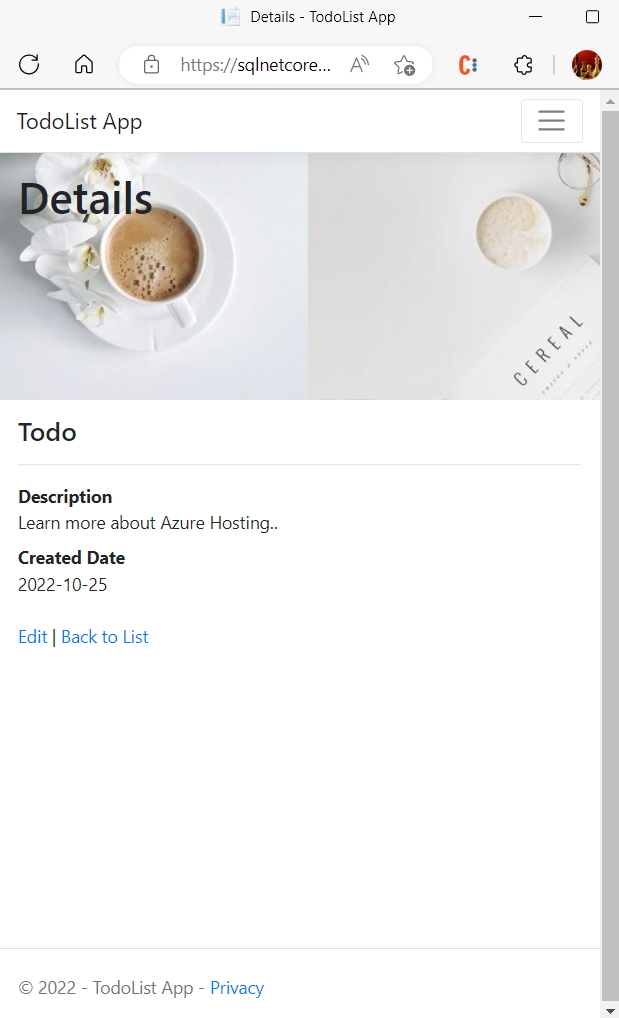 Details - TodoList App
https://sqlnetcore...
TodoList App
Details
CEREAL
Todo
Description
Learn more about Azure Hosting..
Created Date
2022-10-25
Edit | Back to List
© 2022 - TodoList App - Privacy